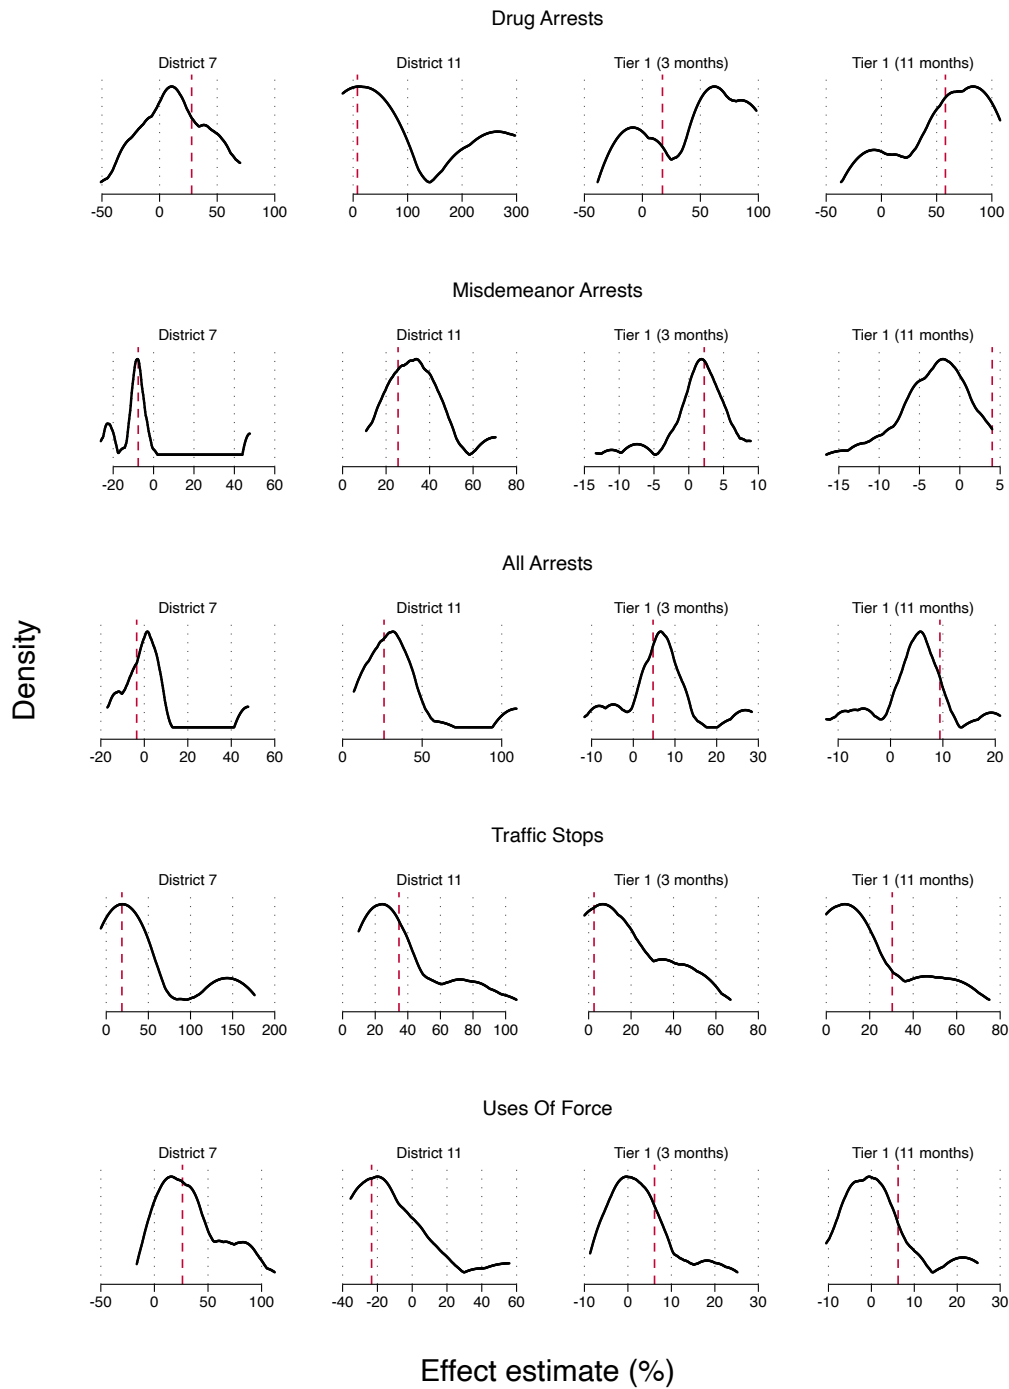 Drug Arrests
District 7 District 11 Tier 1 (3 months) Tier 1 (11 months)
-50 0 50 100 0 100 200 300 -50 0 50 100 -50 0 50 100
Misdemeanor Arrests
District 7 District 11 Tier 1 (3 months) Tier 1 (11 months)
-20 0 20 40 60 0 20 40 60 80 -15 -10 -5 0 5 10 -15 -10 -5 0 5
All Arrests
District 7 District 11 Tier 1 (3 months) Tier 1 (11 months)
-20 0 20 40 60 0 50 100 -10 0 10 20 30 -10 0 10 20
Density
Traffic Stops
District 7 District 11 Tier 1 (3 months) Tier 1 (11 months)
0 50 100 150 200 0 20 40 60 80 100 0 20 40 60 80 0 20 40 60 80
Uses Of Force
District 7 District 11 Tier 1 (3 months) Tier 1 (11 months)
-50 0 50 100 -40 -20 0 20 40 60 -10 0 10 20 30 -10 0 10 20 30
Effect estimate (%)